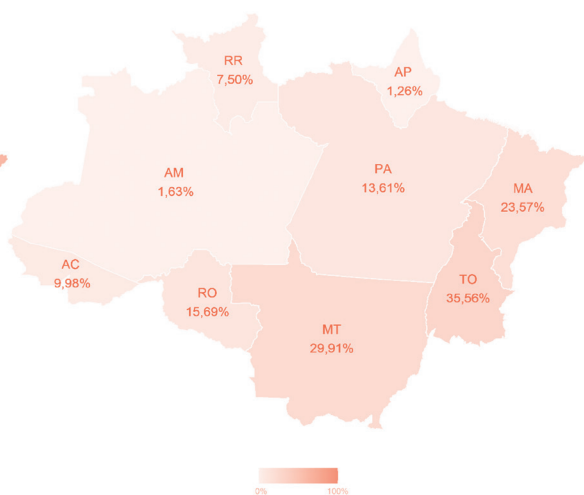 RR
7,50%
AP
1,26%
AM
1,63%
PA
13,61%
MA
23,57%
AC
9,98%
RO
15,69%
TO
35,56%
MT
29,91%
0%
100%